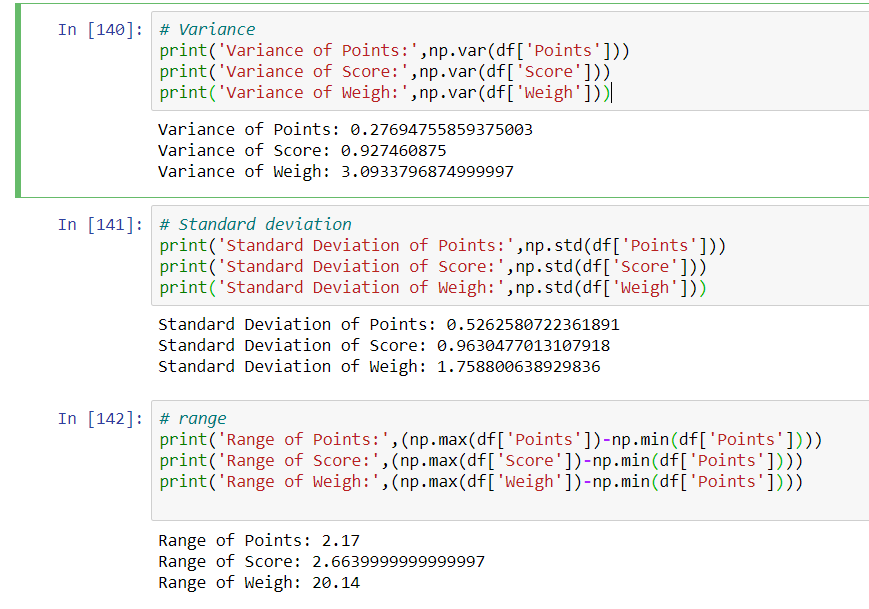 In [140]: # Variance
print('Variance of Points:',np.var(df['Points']))
print('Variance of Score:',np.var(df['Score']))
print('Variance of Weigh:',np.var(df['Weigh']))
Variance of Points: 0.27694755859375003
Variance of Score: 0.927460875
Variance of Weigh: 3.0933796874999997
In [141]: # Standard deviation
print('Standard Deviation of Points:',np.std(df['Points']))
print('Standard Deviation of Score:',np.std(df['Score']))
print('Standard Deviation of Weigh:',np.std(df['Weigh']))
Standard Deviation of Points: 0.5262580722361891
Standard Deviation of Score: 0.9630477013107918
Standard Deviation of Weigh: 1.758800638929836
In [142]: # range
print('Range of Points:',(np.max(df['Points'])-np.min(df['Points'])))
print('Range of Score:',(np.max(df['Score'])-np.min(df['Points'])))
print('Range of Weigh:',(np.max(df['Weigh'])-np.min(df['Points'])))
Range of Points: 2.17
Range of Score: 2.6639999999999997
Range of Weigh: 20.14